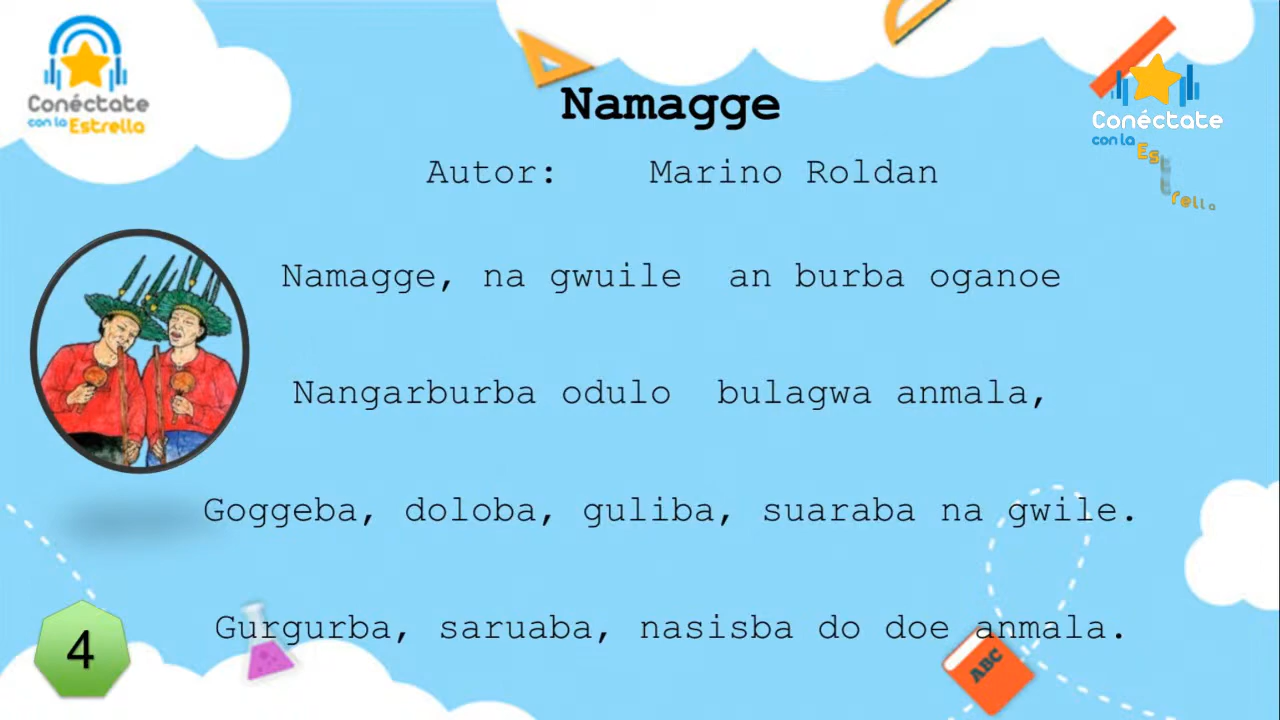 Conéctate
con la Estrella
Namagge
Conéctate
con la Estrella
Autor: Marino Roldan
Namagge, na gwuile an burba oganoe
Nangarburba odulo bulagwa anmala,
Goggeba, doloba, guliba, suaraba na gwile.
Gurgurba, saruaba, nasisba do doe anmala.
4
ABC